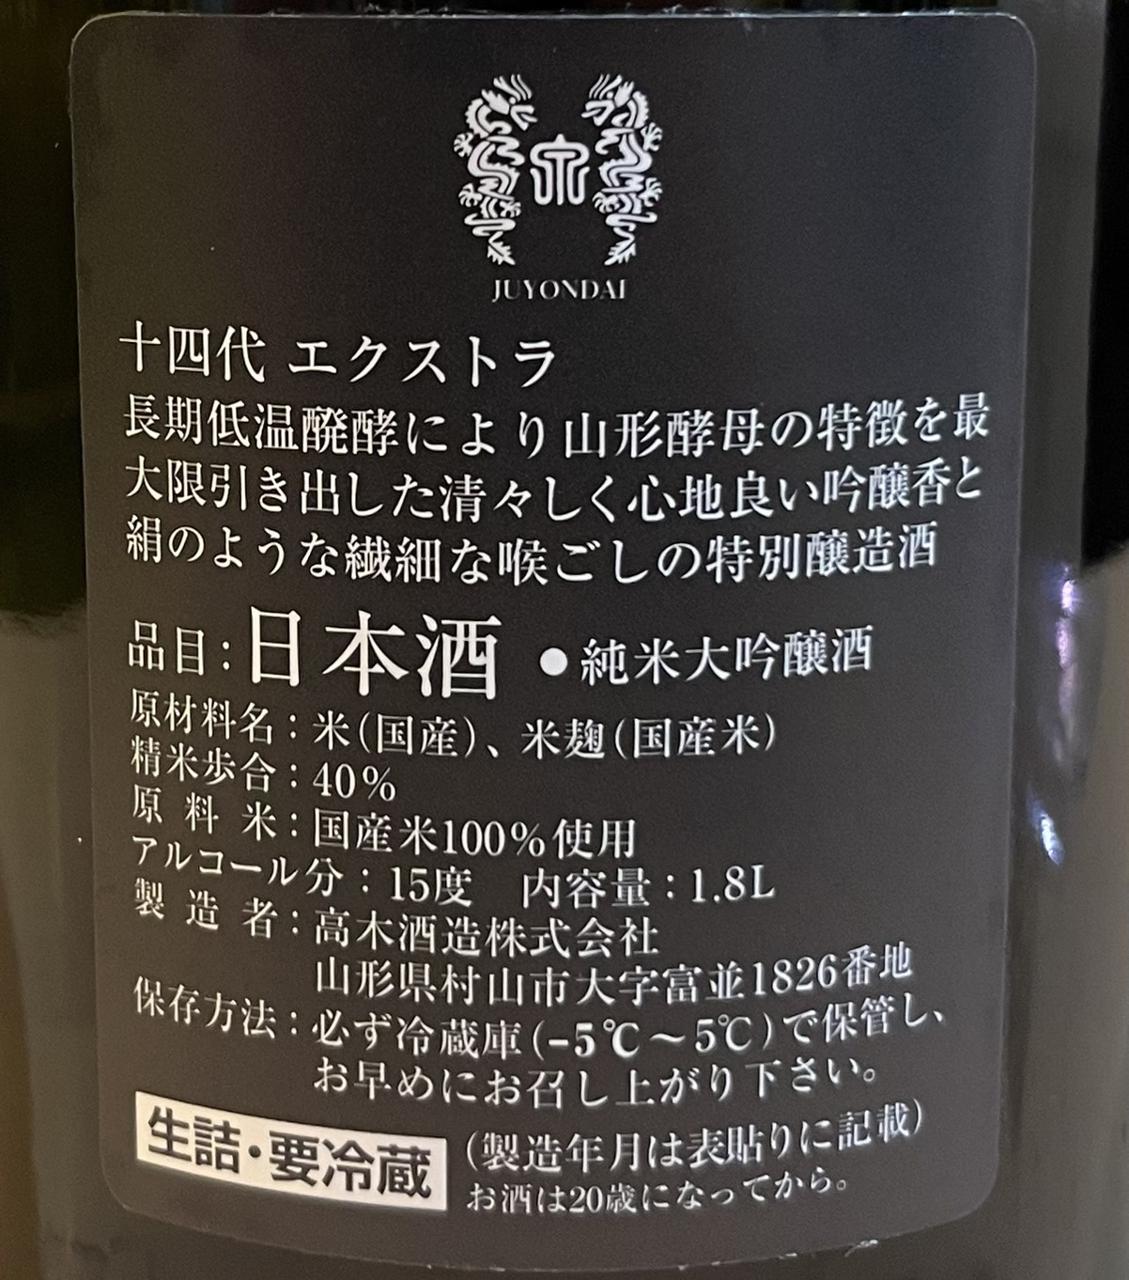 JUYONDAI
十四代 エクストラ
長期低温醗酵により山形酵母の特徴を最
大限引き出した清々しく心地良い吟醸香と
絹のような繊細な喉ごしの特別醸造酒
品目:日本酒 ●純米大吟醸酒
原材料名:米(国産)、米麹(国産米)
精米歩合:40%
原料米:国産米100%使用
アルコール分:15度 内容量:1.8L
製造者:高木酒造株式会社
山形県村山市大字富並1826番地
保存方法:必ず冷蔵庫(-5℃~5℃)で保管し、
お早めにお召し上がり下さい。
生詰・要冷蔵 (製造年月は表貼りに記載)
お酒は20歳になってから。